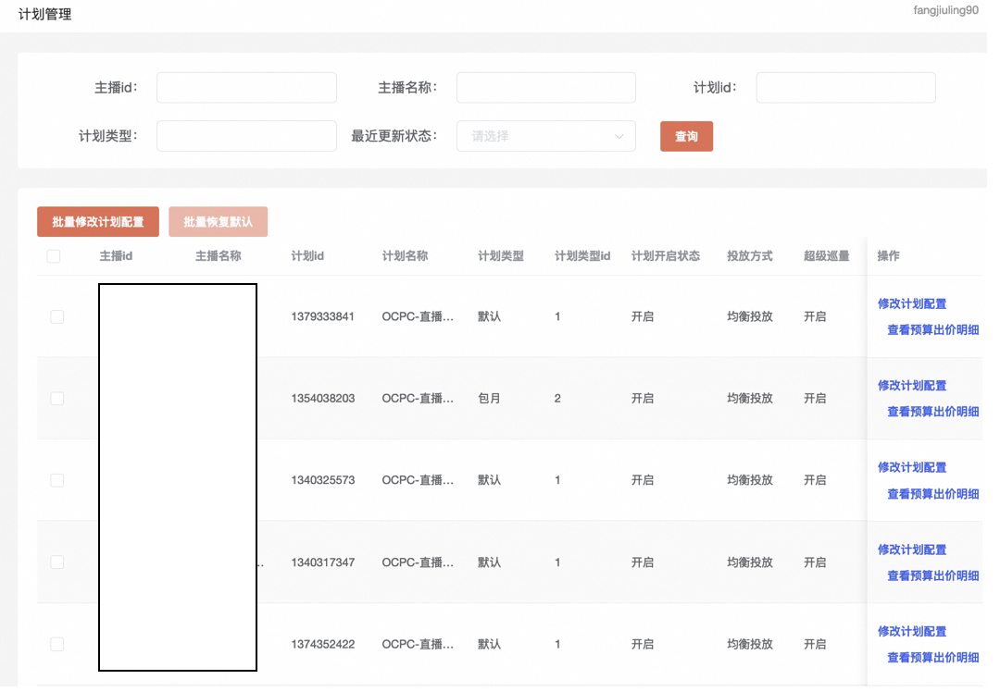 计划管理
fangjiuling90
主播id： 主播名称： 计划id：
计划类型： 最近更新状态： 请选择 查询
批量修改计划配置 批量恢复默认
主播id 主播名称 计划id 计划名称 计划类型 计划类型id 计划开启状态 投放方式 超级巡量 操作
1379333841 OCPC-直播... 默认 1 开启 均衡投放 开启 修改计划配置
查看预算出价明细
1354038203 OCPC-直播... 包月 2 开启 均衡投放 开启 修改计划配置
查看预算出价明细
1340325573 OCPC-直播... 默认 1 开启 均衡投放 开启 修改计划配置
查看预算出价明细
.. 1340317347 OCPC-直播... 默认 1 开启 均衡投放 开启 修改计划配置
查看预算出价明细
1374352422 OCPC-直播... 默认 1 开启 均衡投放 开启 修改计划配置
查看预算出价明细